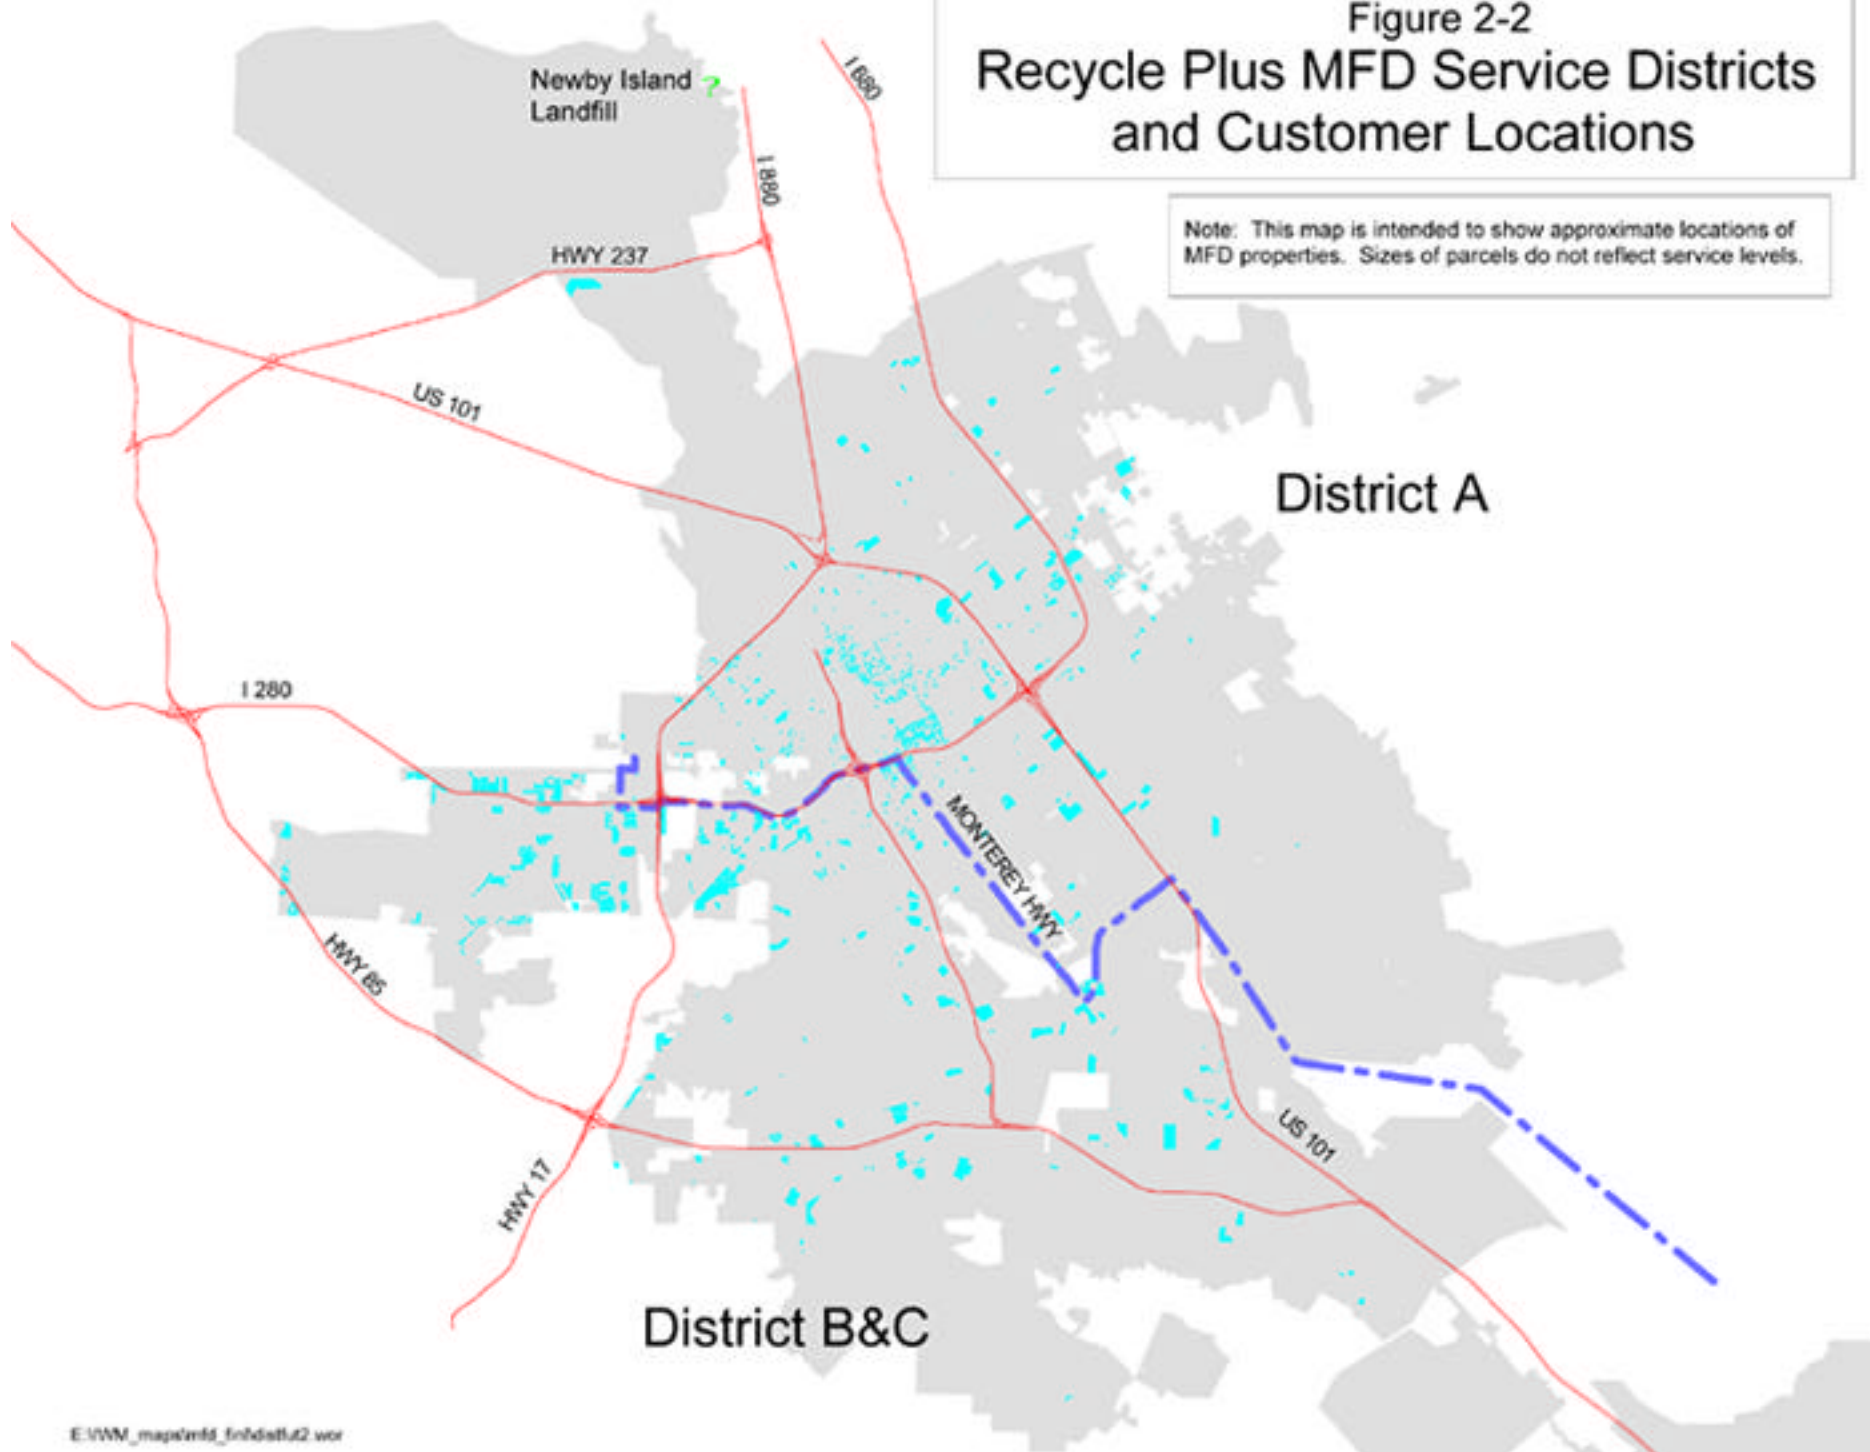 Figure 2-2
Recycle Plus MFD Service Districts
and Customer Locations
Note: This map is intended to show approximate locations of
MFD properties. Sizes of parcels do not reflect service levels.
Newby Island
Landfill
?
I 680
I 880
HWY 237
US 101
District A
I 280
MONTEREY HWY
HWY 85
US 101
HWY 17
District B&C